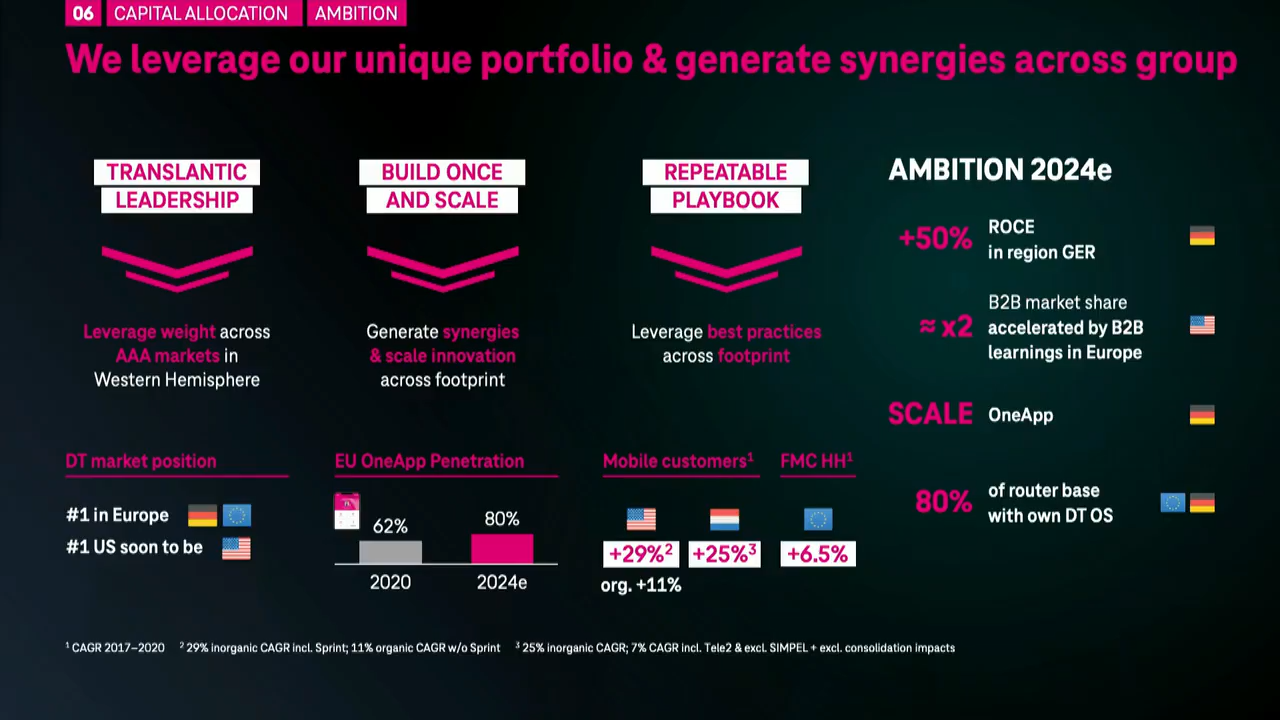 06 CAPITAL ALLOCATION AMBITION
We leverage our unique portfolio & generate synergies across group
TRANSLANTIC
LEADERSHIP
Leverage weight across
AAA markets in
Western Hemisphere
DT market position
#1 in Europe
#1 US soon to be
BUILD ONCE
AND SCALE
Generate synergies
& scale innovation
across footprint
EU OneApp Penetration
62%
80%
2020
2024e
REPEATABLE
PLAYBOOK
Leverage best practices
across footprint
Mobile customers¹
FMC HH¹
+29%²
+25%³
+6.5%
org. +11%
AMBITION 2024e
+50%
ROCE
in region GER
≈ x2
B2B market share
accelerated by B2B
learnings in Europe
SCALE
OneApp
80%
of router base
with own DT OS
¹ CAGR 2017–2020 ² 29% inorganic CAGR incl. Sprint; 11% organic CAGR w/o Sprint ³ 25% inorganic CAGR; 7% CAGR incl. Tele2 & excl. SIMPEL + excl. consolidation impacts